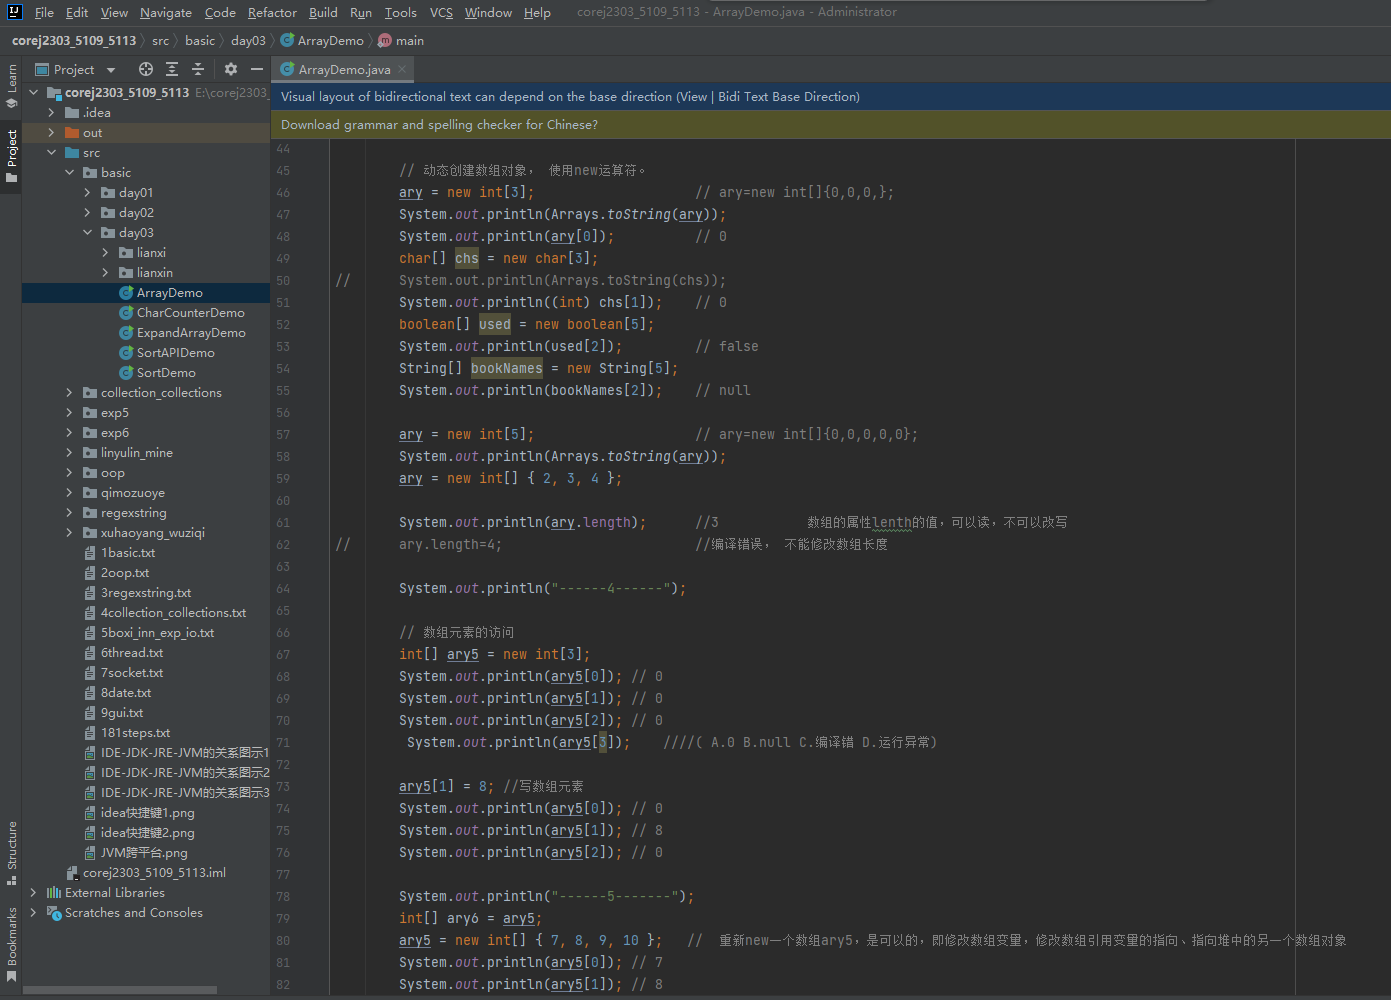 File Edit View Navigate Code Refactor Build Run Tools VCS Window Help corej2303_5109_5113 - ArrayDemo.java - Administrator
corej2303_5109_5113 src basic day03 ArrayDemo main
Learn
Project
Structure
Bookmarks
Project
corej2303_5109_5113 E:\corej2303_
.idea
out
src
basic
day01
day02
day03
lianxi
lianxin
ArrayDemo
CharCounterDemo
ExpandArrayDemo
SortAPIDemo
SortDemo
collection_collections
exp5
exp6
linyulin_mine
oop
qimozuoye
regexstring
xuhaoyang_wuziqi
1basic.txt
2oop.txt
3regexstring.txt
4collection_collections.txt
5boxi_inn_exp_io.txt
6thread.txt
7socket.txt
8date.txt
9gui.txt
181steps.txt
IDE-JDK-JRE-JVM的关系图示1
IDE-JDK-JRE-JVM的关系图示2
IDE-JDK-JRE-JVM的关系图示3
idea快捷键1.png
idea快捷键2.png
JVM跨平台.png
corej2303_5109_5113.iml
External Libraries
Scratches and Consoles
ArrayDemo.java
Visual layout of bidirectional text can depend on the base direction (View | Bidi Text Base Direction)
Download grammar and spelling checker for Chinese?
44
45 // 动态创建数组对象, 使用new运算符。
46 ary = new int[3]; // ary=new int[]{0,0,0,};
47 System.out.println(Arrays.toString(ary));
48 System.out.println(ary[0]); // 0
49 char[] chs = new char[3];
50 // System.out.println(Arrays.toString(chs));
51 System.out.println((int) chs[1]); // 0
52 boolean[] used = new boolean[5];
53 System.out.println(used[2]); // false
54 String[] bookNames = new String[5];
55 System.out.println(bookNames[2]); // null
56
57 ary = new int[5]; // ary=new int[]{0,0,0,0,0};
58 System.out.println(Arrays.toString(ary));
59 ary = new int[] { 2, 3, 4 };
60
61 System.out.println(ary.length); //3 数组的属性lenth的值,可以读,不可以改写
62 // ary.length=4; //编译错误, 不能修改数组长度
63
64 System.out.println("------4------");
65
66 // 数组元素的访问
67 int[] ary5 = new int[3];
68 System.out.println(ary5[0]); // 0
69 System.out.println(ary5[1]); // 0
70 System.out.println(ary5[2]); // 0
71 System.out.println(ary5[3]); ////( A.0 B.null C.编译错 D.运行异常)
72
73 ary5[1] = 8; //写数组元素
74 System.out.println(ary5[0]); // 0
75 System.out.println(ary5[1]); // 8
76 System.out.println(ary5[2]); // 0
77
78 System.out.println("------5-------");
79 int[] ary6 = ary5;
80 ary5 = new int[] { 7, 8, 9, 10 }; // 重新new一个数组ary5,是可以的,即修改数组变量,修改数组引用变量的指向、指向堆中的另一个数组对象
81 System.out.println(ary5[0]); // 7
82 System.out.println(ary5[1]); // 8